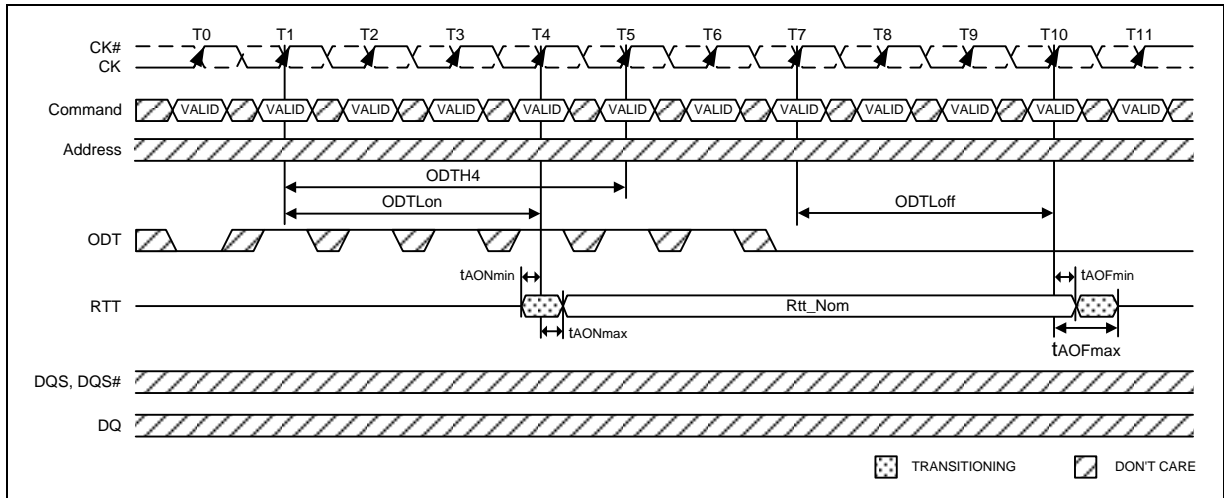 T0 T1 T2 T3 T4 T5 T6 T7 T8 T9 T10 T11
CK#
CK
Command VALID VALID VALID VALID VALID VALID VALID VALID VALID VALID VALID VALID
Address
ODTH4
ODTLon ODTLoff
ODT
tAONmin tAOFmin
RTT Rtt_Nom
tAONmax
tAOFmax
DQS, DQS#
DQ
TRANSITIONING DON'T CARE